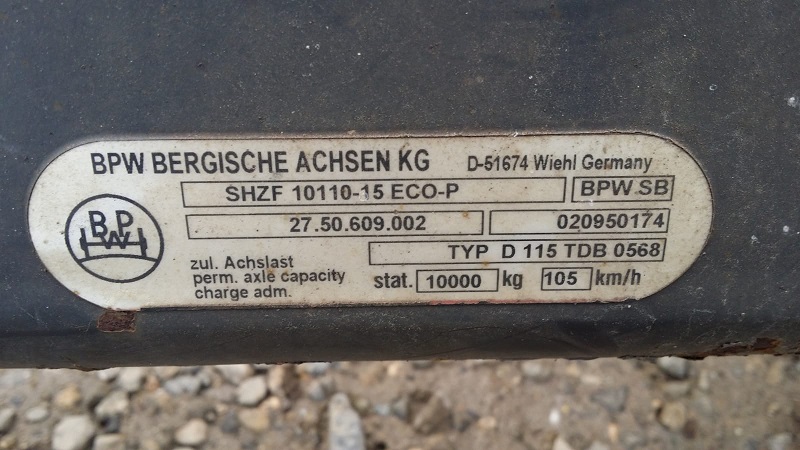 BPW BERGISCHE ACHSEN KG D-51674 Wiehl Germany
SHZF 10110-15 ECO-P BPW SB
BPW
27.50.609.002 020950174
TYP D 115 TDB 0568
zul. Achslast
perm. axle capacity stat. 10000 kg 105 km/h
charge adm.